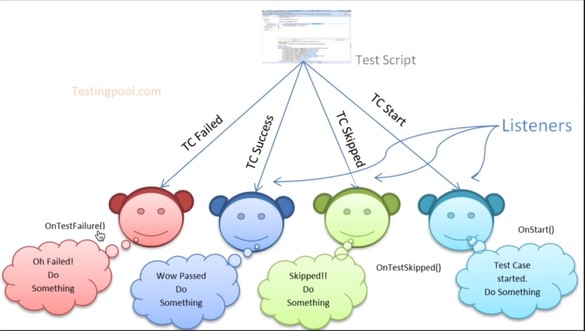 Test Script
Testingpool.com
TC Failed
TC Success
TC Skipped
TC Start
Listeners
OnTestFailure()
OnStart()
OnTestSkipped()
Oh Failed!
Do
Something
Wow Passed
Do
Something
Skipped!!
Do
Something
Test Case
started.
Do Something